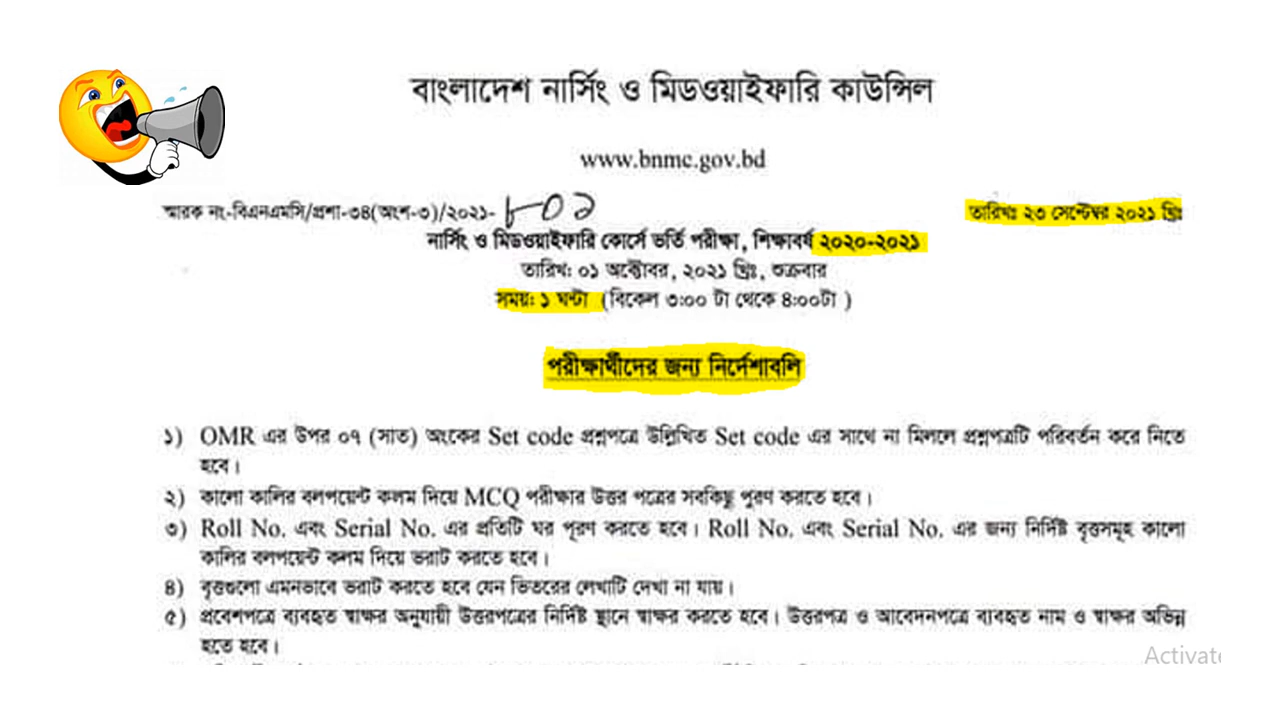 বাংলাদেশ নার্সিং ও মিডওয়াইফারি কাউন্সিল
www.bnmc.gov.bd
স্মারক নং-বিএনএমসি/প্রশা-৩৪(অংশ-৩)/২০২১- ৮০১
তারিখঃ ২৩ সেপ্টেম্বর ২০২১ খ্রিঃ
নার্সিং ও মিডওয়াইফারি কোর্সে ভর্তি পরীক্ষা, শিক্ষাবর্ষ ২০২০-২০২১
তারিখ: ০১ অক্টোবর, ২০২১ খ্রিঃ, শুক্রবার
সময়: ১ ঘন্টা (বিকেল ৩:০০ টা থেকে ৪:০০টা )
পরীক্ষার্থীদের জন্য নির্দেশাবলি
১) OMR এর উপর ০৭ (সাত) অংকের Set code প্রশ্নপত্রে উল্লিখিত Set code এর সাথে না মিললে প্রশ্নপত্রটি পরিবর্তন করে নিতে
হবে।
২) কালো কালির বলপয়েন্ট কলম দিয়ে MCQ পরীক্ষার উত্তর পত্রের সবকিছু পুরণ করতে হবে।
৩) Roll No. এবং Serial No. এর প্রতিটি ঘর পূরণ করতে হবে। Roll No. এবং Serial No. এর জন্য নির্দিষ্ট বৃত্তসমূহ কালো
কালির বলপয়েন্ট কলম দিয়ে ভরাট করতে হবে।
৪) বৃত্তগুলো এমনভাবে ভরাট করতে হবে যেন ভিতরের লেখাটি দেখা না যায়।
৫) প্রবেশপত্রে ব্যবহৃত স্বাক্ষর অনুযায়ী উত্তরপত্রের নির্দিষ্ট স্থানে স্বাক্ষর করতে হবে। উত্তরপত্র ও আবেদনপত্রে ব্যবহৃত নাম ও স্বাক্ষর অভিন্ন
হতে হবে।
Activate